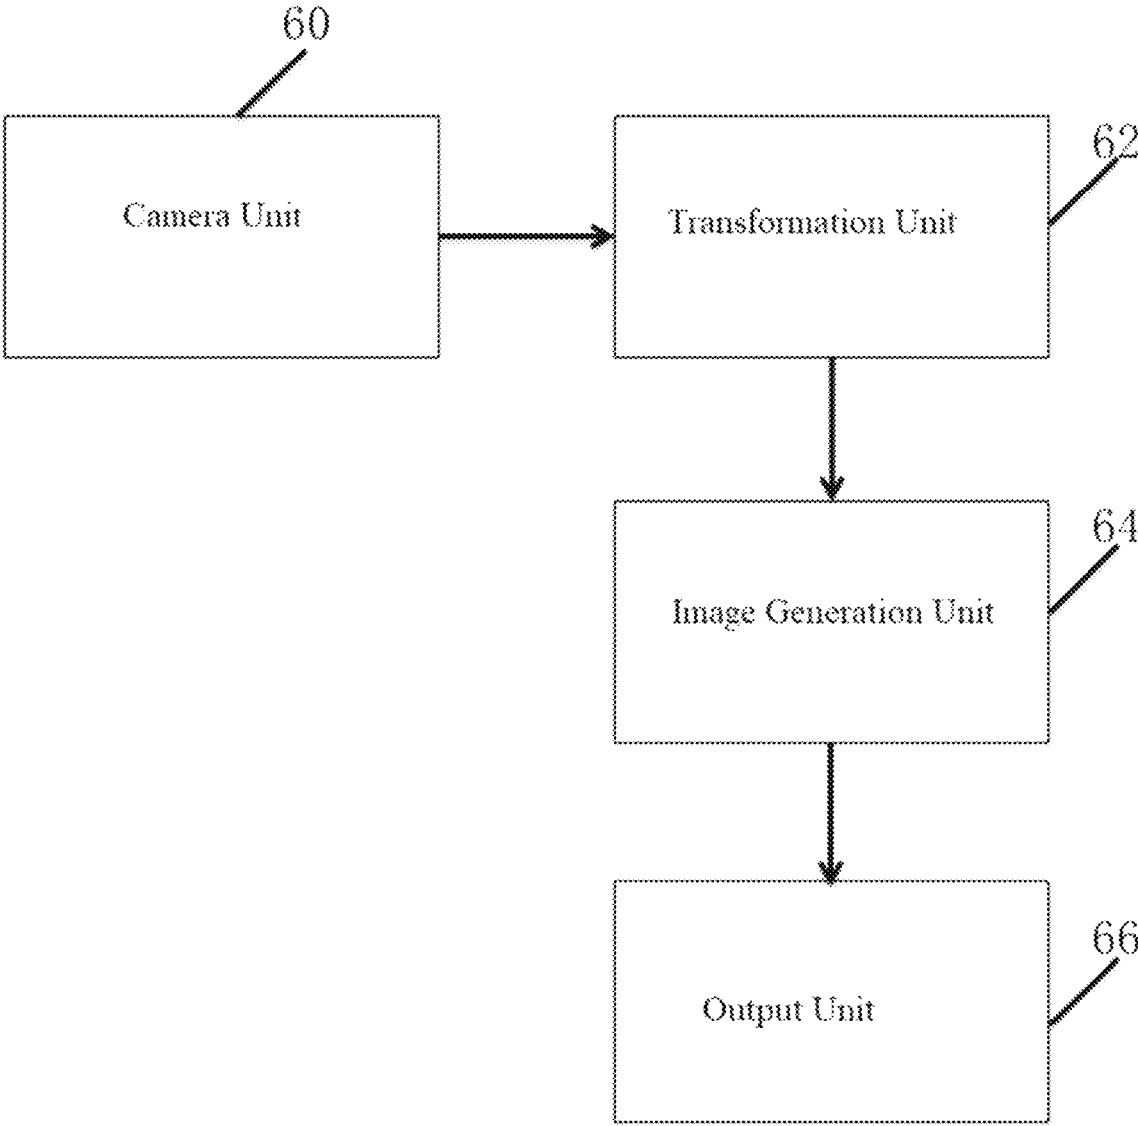 60
Camera Unit
62
Transformation Unit
64
Image Generation Unit
66
Output Unit